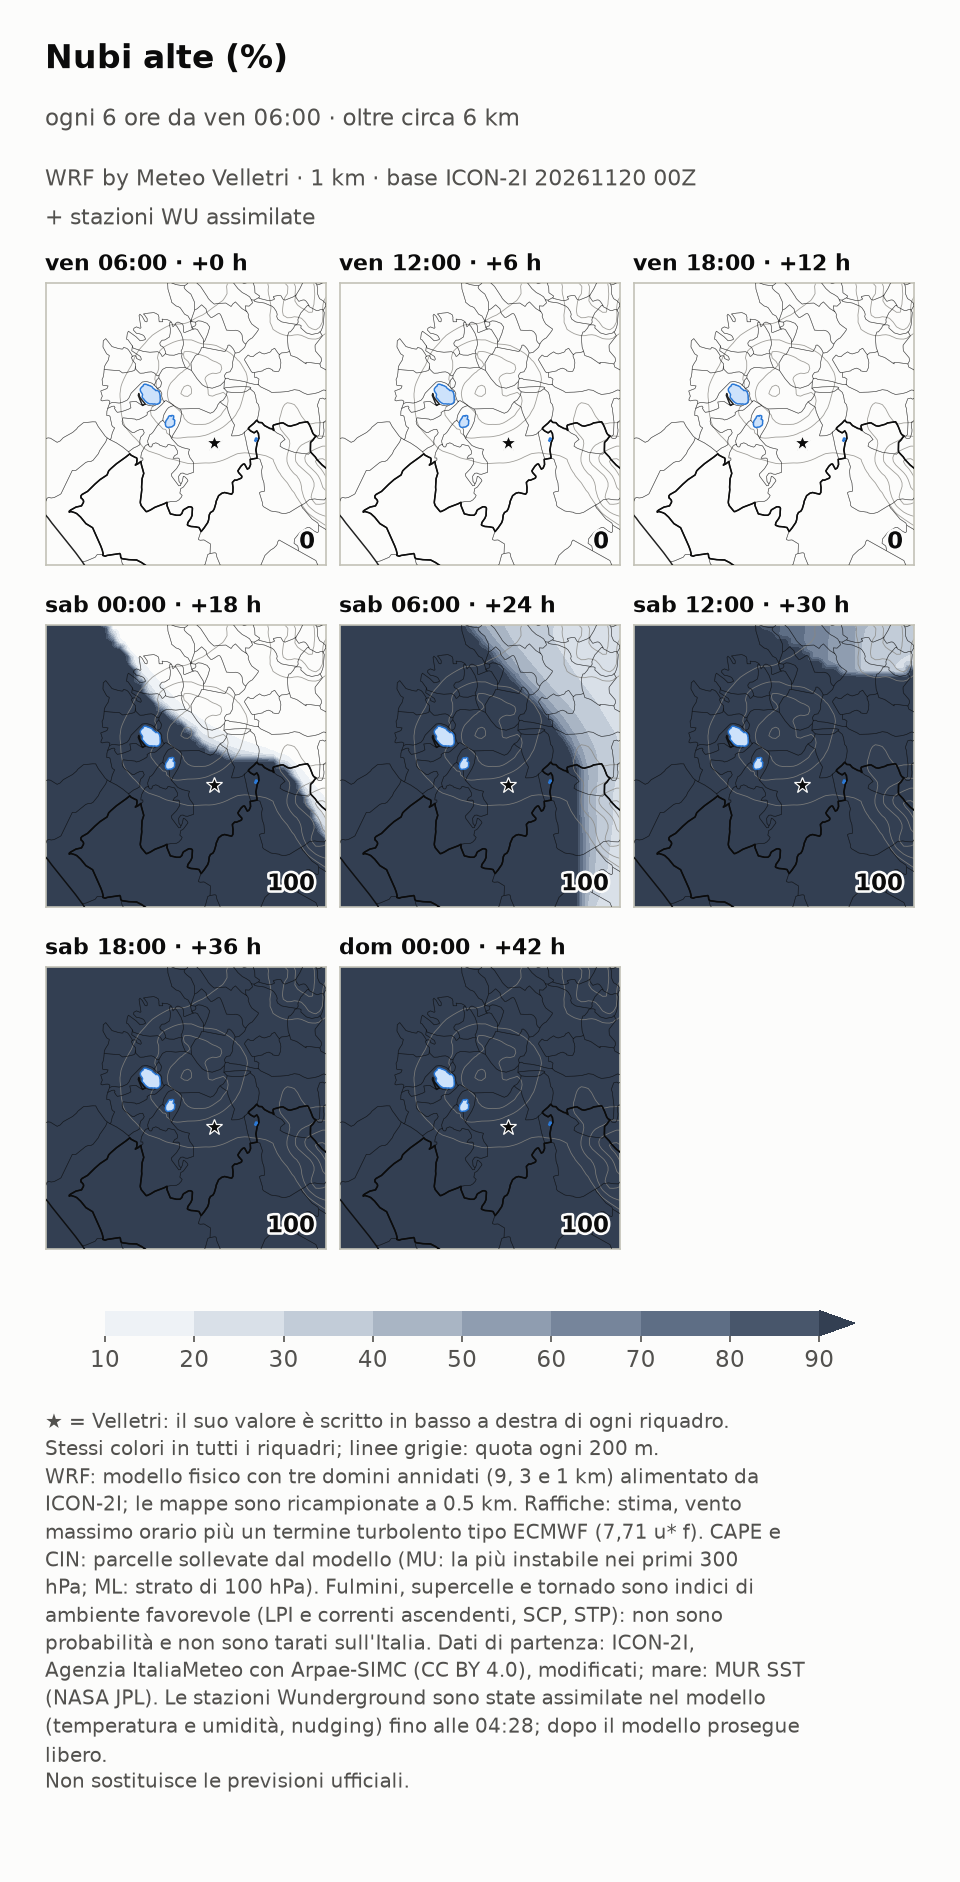 Nubi alte (%)
ogni 6 ore da ven 06:00 · oltre circa 6 km
WRF by Meteo Velletri · 1 km · base ICON-2I 20261120 00Z
+ stazioni WU assimilate
ven 06:00 · +0 h
ven 12:00 · +6 h
ven 18:00 · +12 h
0
0
0
sab 00:00 · +18 h
sab 06:00 · +24 h
sab 12:00 · +30 h
100
100
100
sab 18:00 · +36 h
dom 00:00 · +42 h
100
100
10 20 30 40 50 60 70 80 90
★ = Velletri: il suo valore è scritto in basso a destra di ogni riquadro.
Stessi colori in tutti i riquadri; linee grigie: quota ogni 200 m.
WRF: modello fisico con tre domini annidati (9, 3 e 1 km) alimentato da
ICON-2I; le mappe sono ricampionate a 0.5 km. Raffiche: stima, vento
massimo orario più un termine turbolento tipo ECMWF (7,71 u* f). CAPE e
CIN: parcelle sollevate dal modello (MU: la più instabile nei primi 300
hPa; ML: strato di 100 hPa). Fulmini, supercelle e tornado sono indici di
ambiente favorevole (LPI e correnti ascendenti, SCP, STP): non sono
probabilità e non sono tarati sull'Italia. Dati di partenza: ICON-2I,
Agenzia ItaliaMeteo con Arpae-SIMC (CC BY 4.0), modificati; mare: MUR SST
(NASA JPL). Le stazioni Wunderground sono state assimilate nel modello
(temperatura e umidità, nudging) fino alle 04:28; dopo il modello prosegue
libero.
Non sostituisce le previsioni ufficiali.